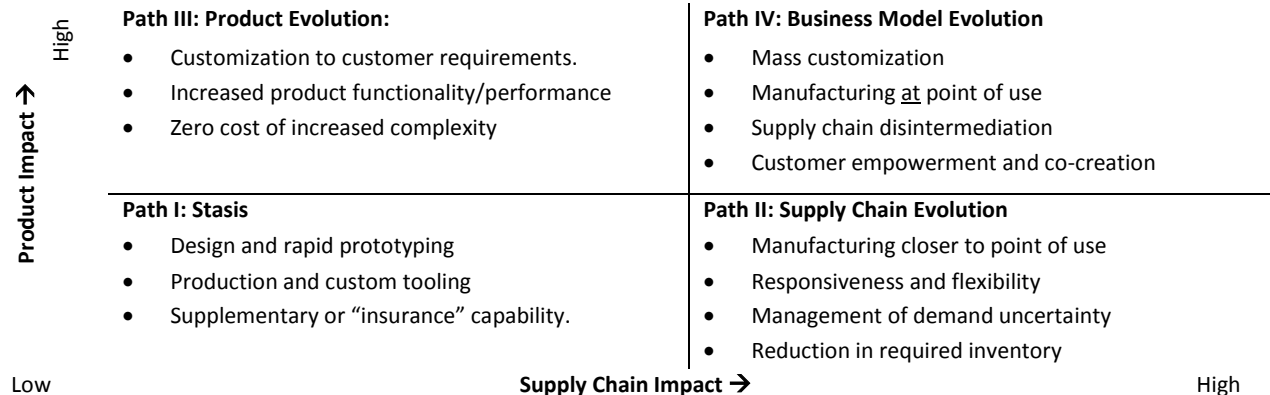 High
Product Impact →
Path III: Product Evolution:
• Customization to customer requirements.
• Increased product functionality/performance
• Zero cost of increased complexity
Path IV: Business Model Evolution
• Mass customization
• Manufacturing at point of use
• Supply chain disintermediation
• Customer empowerment and co-creation
Path I: Stasis
• Design and rapid prototyping
• Production and custom tooling
• Supplementary or “insurance” capability.
Path II: Supply Chain Evolution
• Manufacturing closer to point of use
• Responsiveness and flexibility
• Management of demand uncertainty
• Reduction in required inventory
Low
Supply Chain Impact →
High